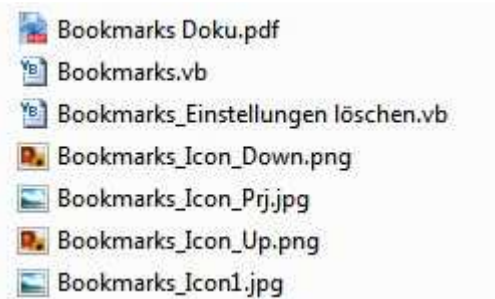 Bookmarks Doku.pdf
Bookmarks.vb
Bookmarks_Einstellungen löschen.vb
Bookmarks_Icon_Down.png
Bookmarks_Icon_Prj.jpg
Bookmarks_Icon_Up.png
Bookmarks_Icon1.jpg